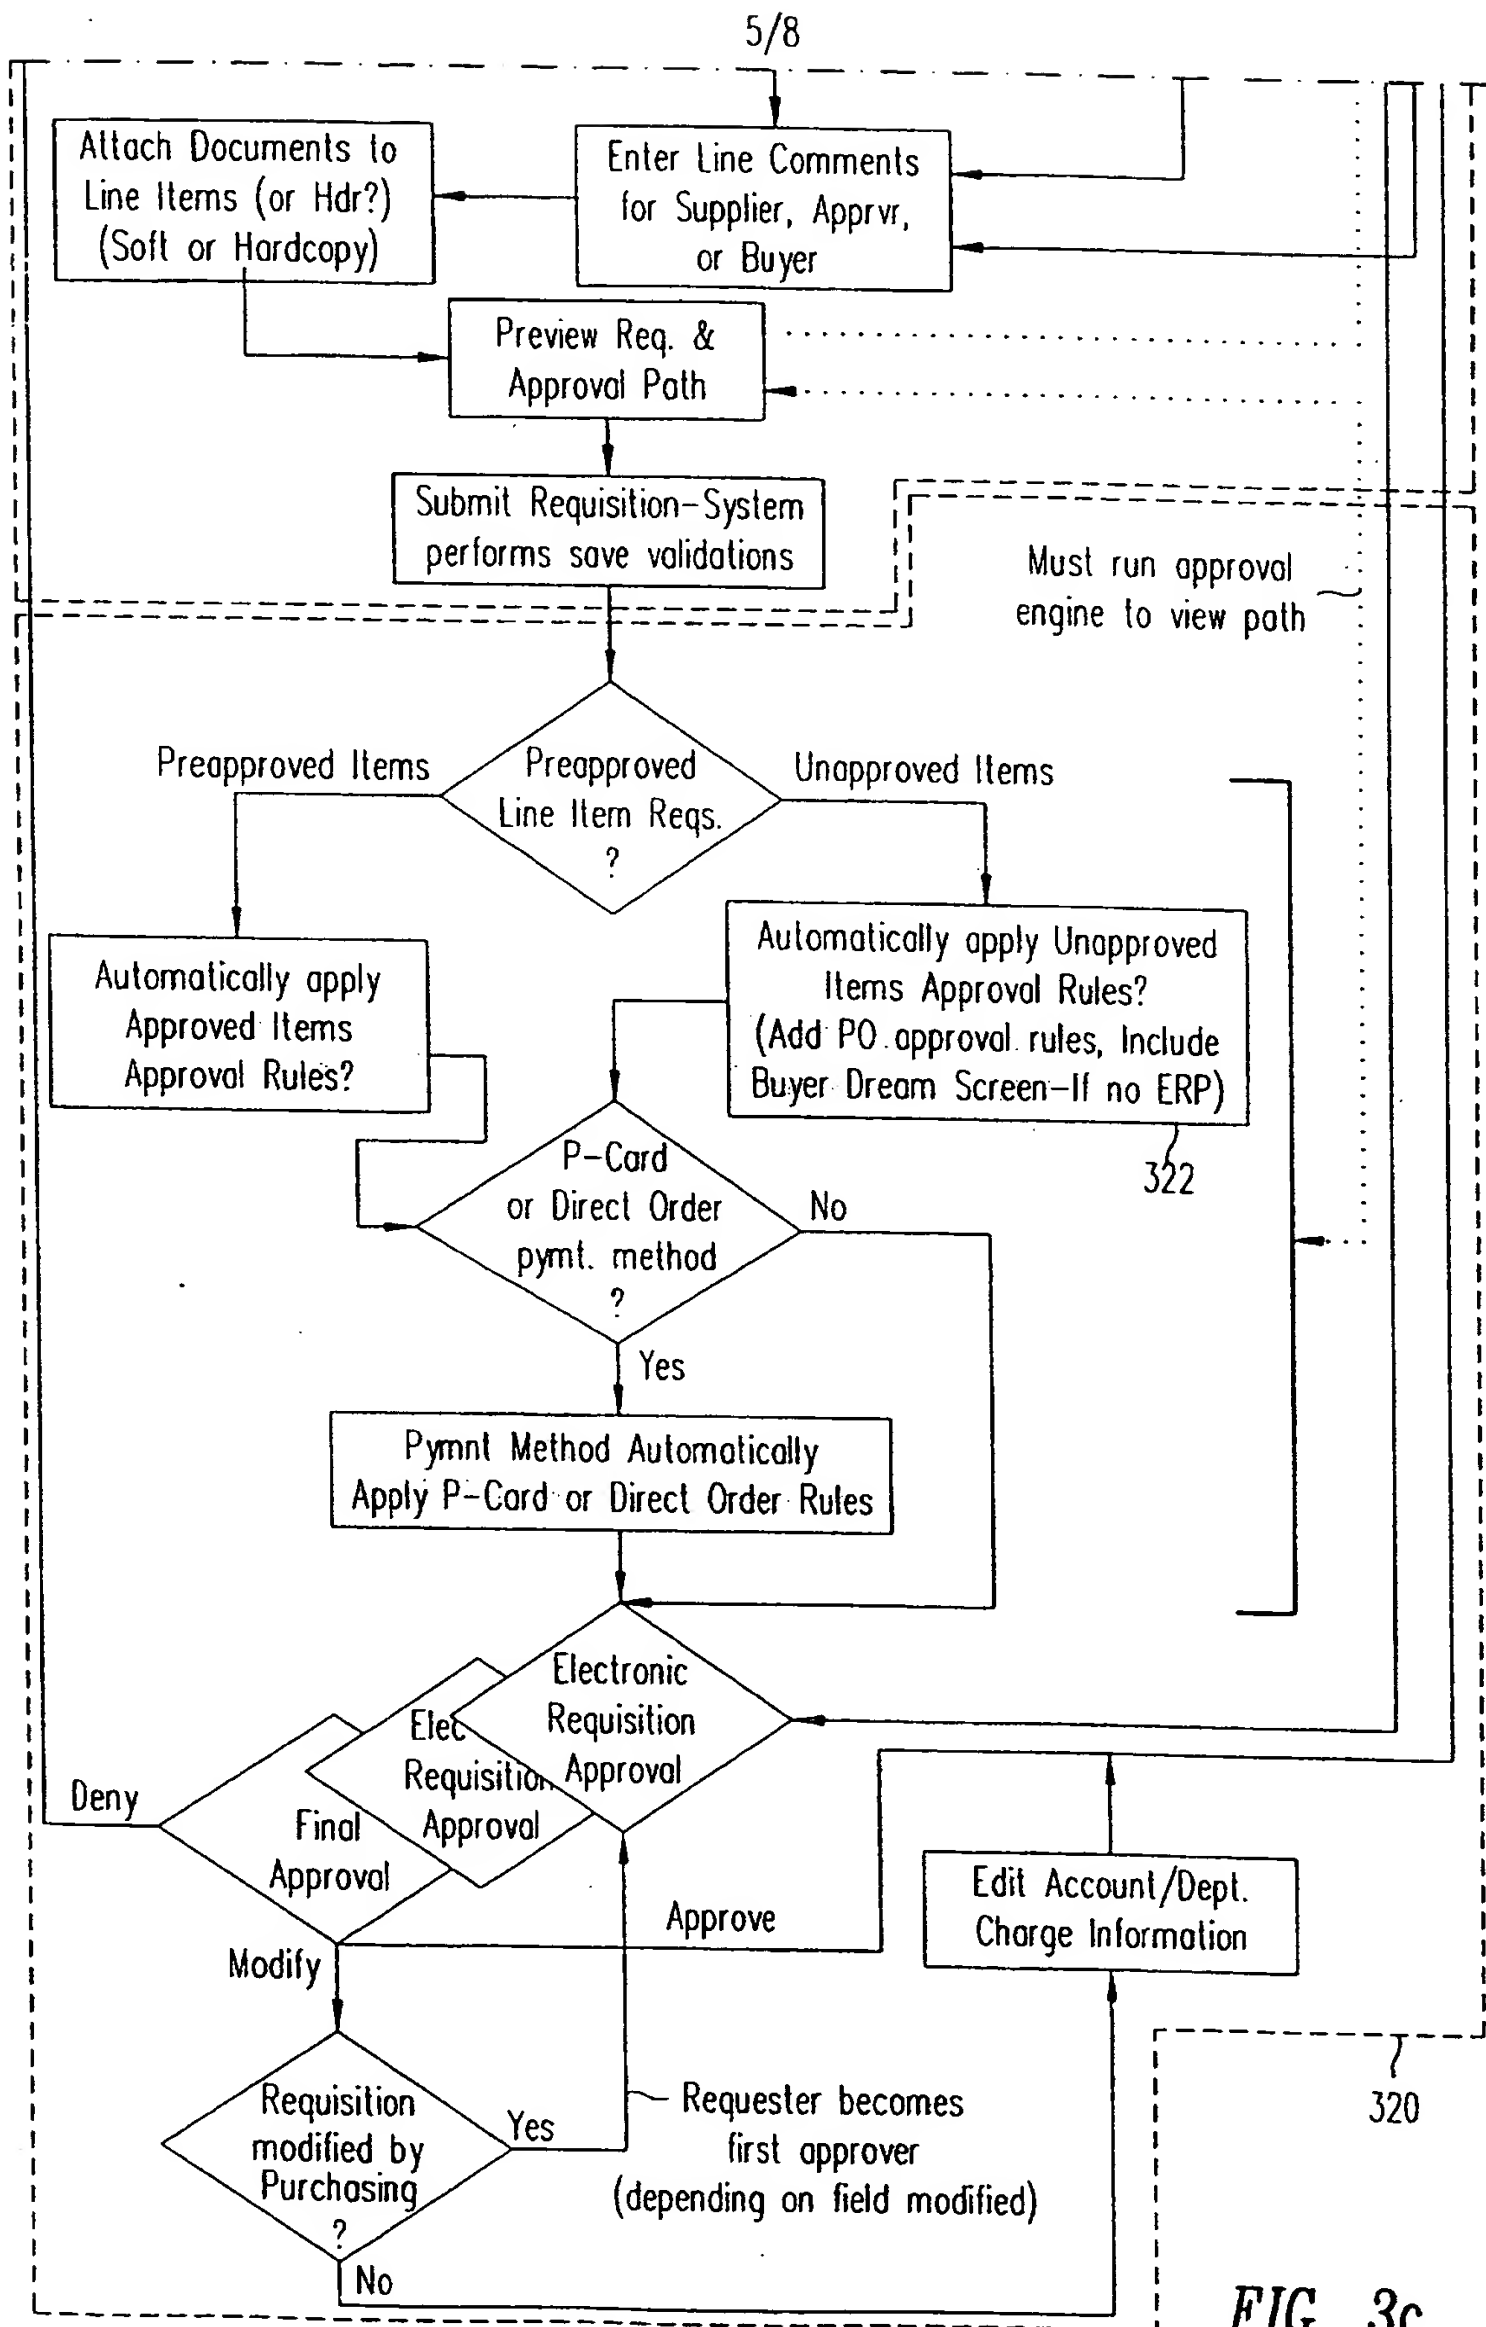 5/8
Attach Documents to
Line Items (or Hdr?)
(Soft or Hardcopy)
Enter Line Comments
for Supplier, Apprvr,
or Buyer
Preview Req. &
Approval Path
Submit Requisition-System
performs save validations
Must run approval
engine to view path
Preapproved Items
Preapproved
Line Item Reqs.
?
Unapproved Items
Automatically apply
Approved Items
Approval Rules?
Automatically apply Unapproved
Items Approval Rules?
(Add PO approval rules, Include
Buyer Dream Screen-If no ERP)
322
P-Card
or Direct Order
pymt. method
?
No
Yes
Pymnt Method Automatically
Apply P-Card or Direct Order Rules
Electronic
Requisition
Approval
Elec
Requisition
Approval
Final
Approval
Deny
Approve
Modify
Edit Account/Dept.
Charge Information
Requisition
modified by
Purchasing
?
Yes
No
Requester becomes
first approver
(depending on field modified)
320
FIG. 3c